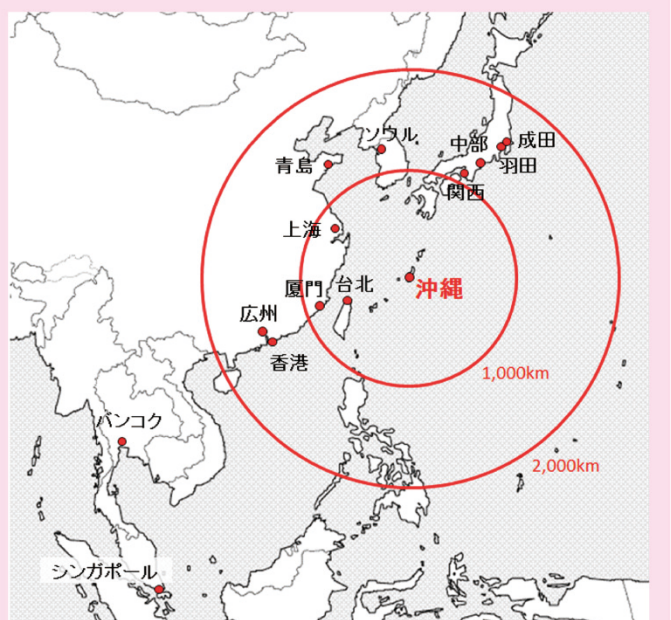 ソウル
中部
成田
羽田
青島
関西
上海
厦門
台北
沖縄
広州
香港
1,000km
バンコク
2,000km
シンガポール